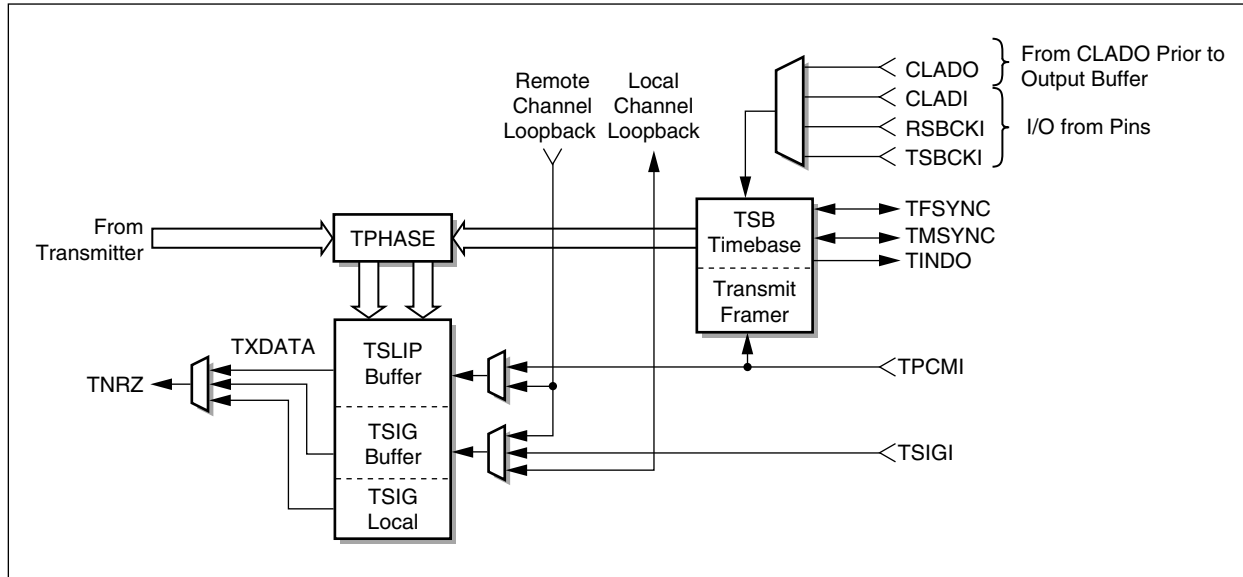 Remote
Channel
Loopback
Local
Channel
Loopback
CLADO
CLADI
RSBCKI
TSBCKI
From CLADO Prior to
Output Buffer
I/O from Pins
From
Transmitter
TPHASE
TSB
Timebase
Transmit
Framer
TFSYNC
TMSYNC
TINDO
TXDATA
TNRZ
TSLIP
Buffer
TSIG
Buffer
TSIG
Local
TPCMI
TSIGI